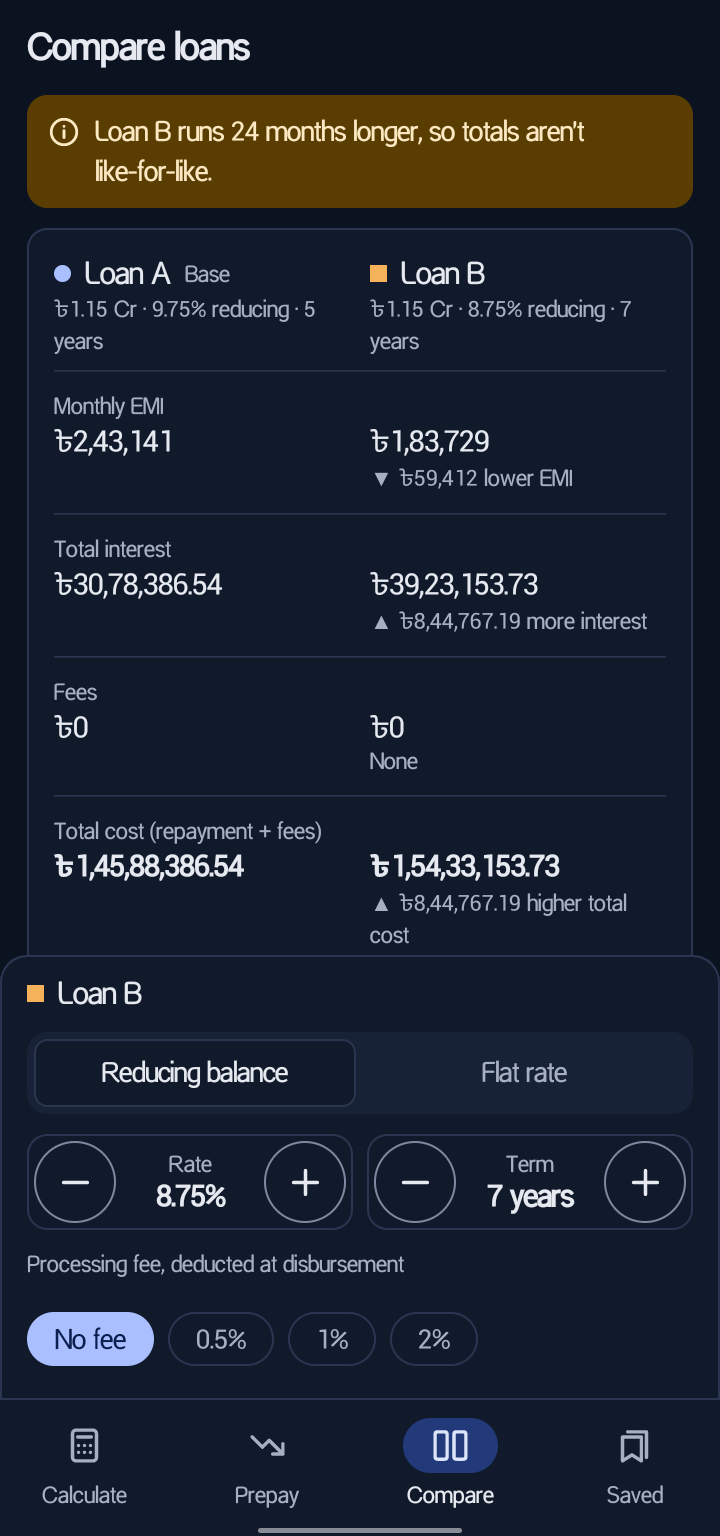 Compare loans
Loan B runs 24 months longer, so totals aren't
like-for-like.
Loan A Base
৳1.15 Cr · 9.75% reducing · 5
years
Loan B
৳1.15 Cr · 8.75% reducing · 7
years
Monthly EMI
৳2,43,141
৳1,83,729
▼ ৳59,412 lower EMI
Total interest
৳30,78,386.54
৳39,23,153.73
▲ ৳8,44,767.19 more interest
Fees
৳0
৳0
None
Total cost (repayment + fees)
৳1,45,88,386.54
৳1,54,33,153.73
▲ ৳8,44,767.19 higher total
cost
Loan B
Reducing balance
Flat rate
Rate
8.75%
Term
7 years
Processing fee, deducted at disbursement
No fee
0.5%
1%
2%
Calculate
Prepay
Compare
Saved